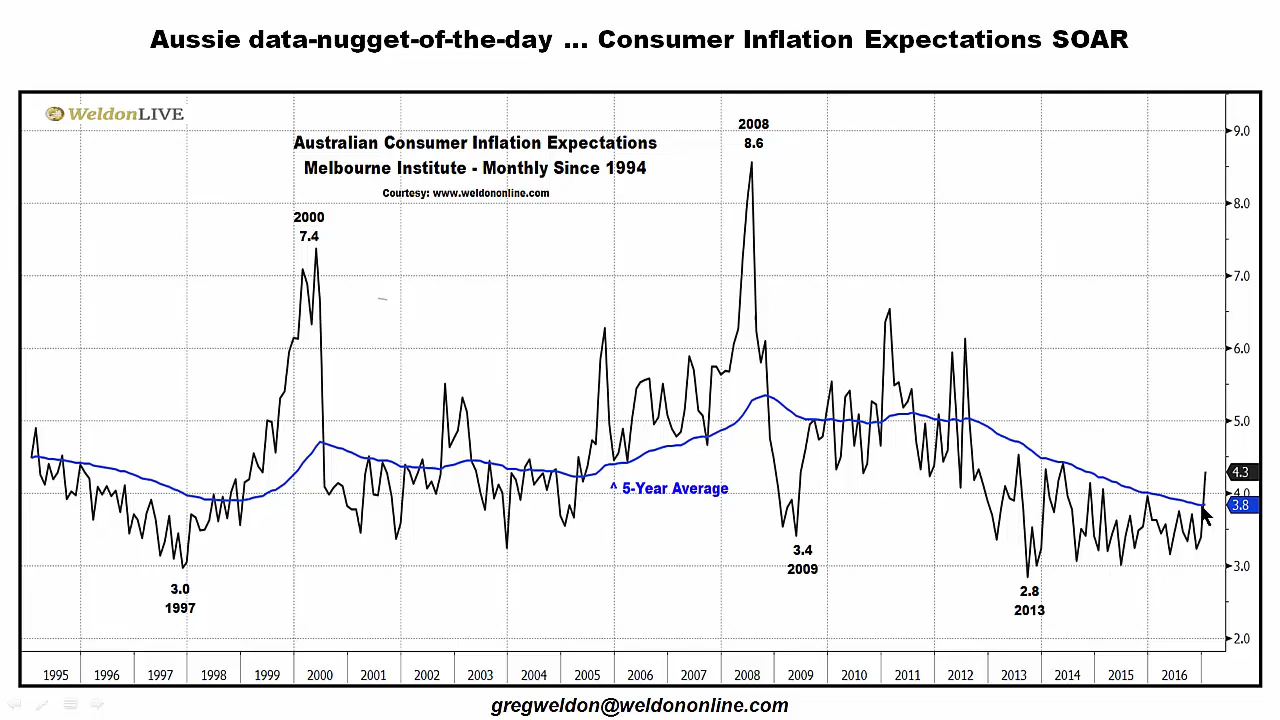 Aussie data-nugget-of-the-day ... Consumer Inflation Expectations SOAR
WeldonLIVE
Australian Consumer Inflation Expectations
Melbourne Institute - Monthly Since 1994
Courtesy: www.weldononline.com
2008
8.6
2000
7.4
^ 5-Year Average
3.4
2009
3.0
1997
2.8
2013
9.0
8.0
7.0
6.0
5.0
4.3
4.0
3.8
3.0
2.0
1995 1996 1997 1998 1999 2000 2001 2002 2003 2004 2005 2006 2007 2008 2009 2010 2011 2012 2013 2014 2015 2016
gregweldon@weldononline.com